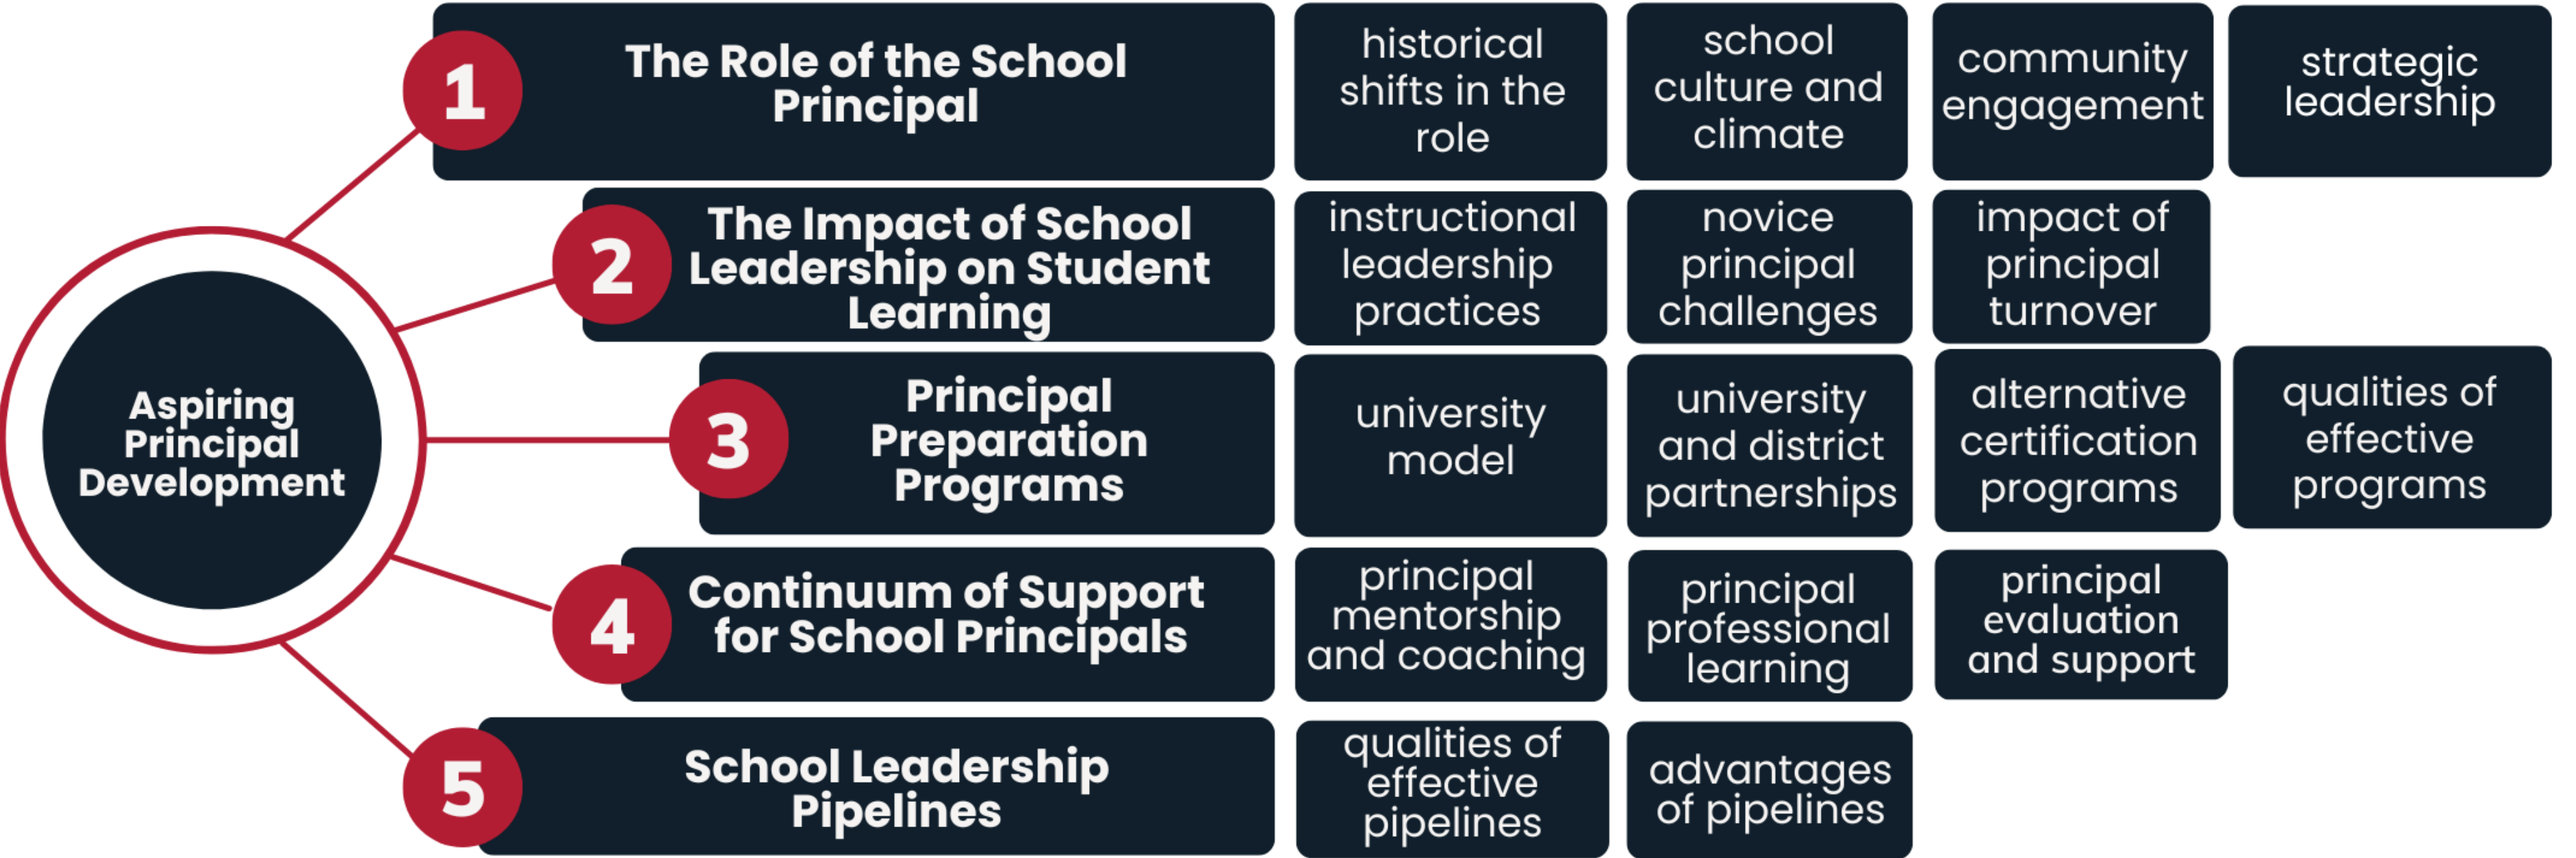 Aspiring
Principal
Development
1
The Role of the School
Principal
historical
shifts in the
role
school
culture and
climate
community
engagement
strategic
leadership
2
The Impact of School
Leadership on Student
Learning
instructional
leadership
practices
novice
principal
challenges
impact of
principal
turnover
3
Principal
Preparation
Programs
university
model
university
and district
partnerships
alternative
certification
programs
qualities of
effective
programs
4
Continuum of Support
for School Principals
principal
mentorship
and coaching
principal
professional
learning
principal
evaluation
and support
5
School Leadership
Pipelines
qualities of
effective
pipelines
advantages
of pipelines